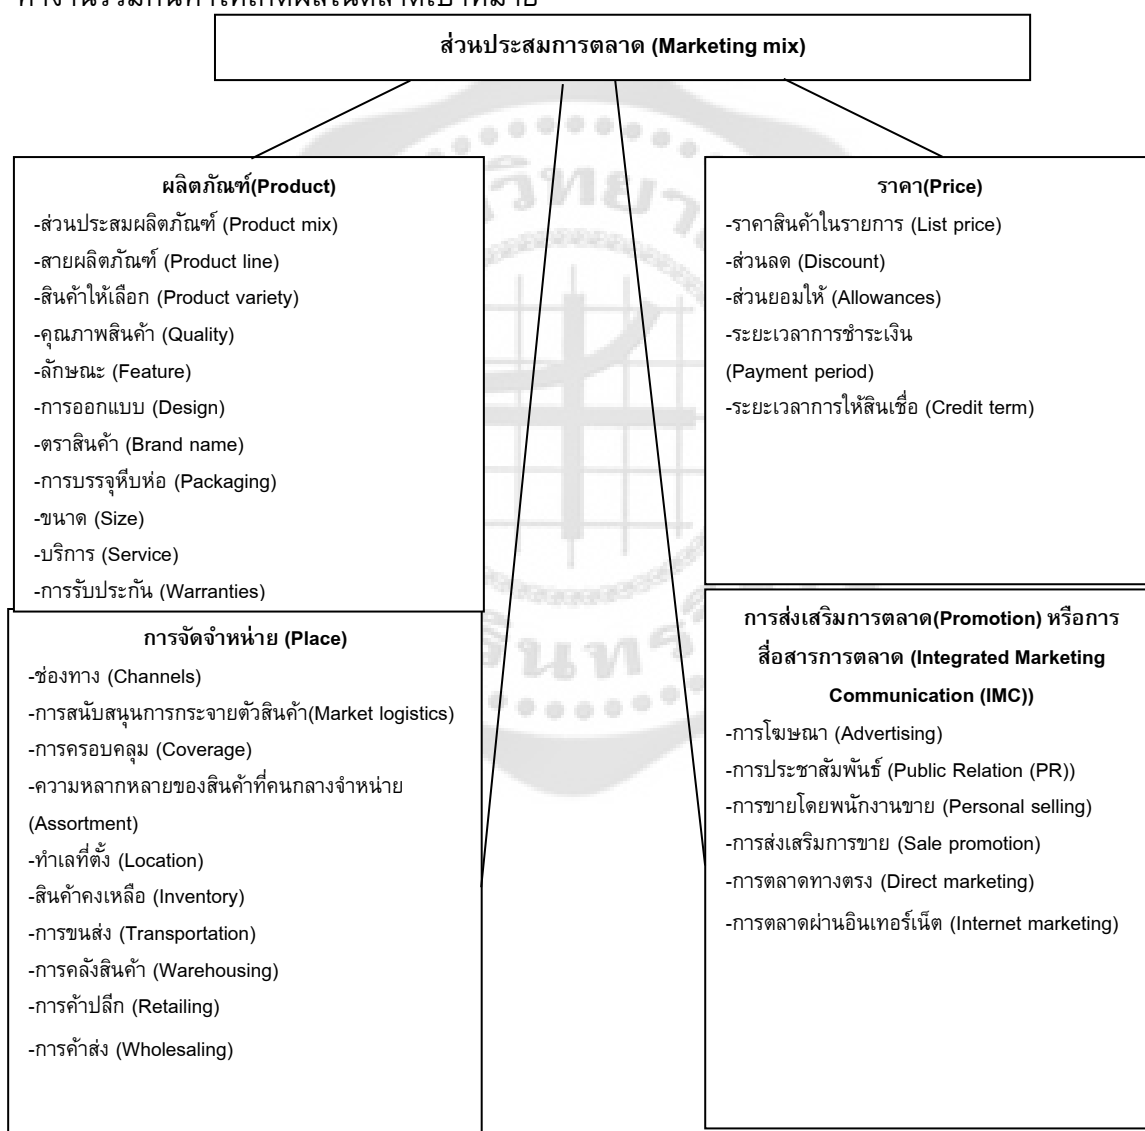 ส่วนประสมการตลาด (Marketing mix)
ผลิตภัณฑ์(Product)
-ส่วนประสมผลิตภัณฑ์ (Product mix)
-สายผลิตภัณฑ์ (Product line)
-สินค้าให้เลือก (Product variety)
-คุณภาพสินค้า (Quality)
-ลักษณะ (Feature)
-การออกแบบ (Design)
-ตราสินค้า (Brand name)
-การบรรจุหีบห่อ (Packaging)
-ขนาด (Size)
-บริการ (Service)
-การรับประกัน (Warranties)
ราคา(Price)
-ราคาสินค้าในรายการ (List price)
-ส่วนลด (Discount)
-ส่วนยอมให้ (Allowances)
-ระยะเวลาการชำระเงิน
(Payment period)
-ระยะเวลาการให้สินเชื่อ (Credit term)
การจัดจำหน่าย (Place)
-ช่องทาง (Channels)
-การสนับสนุนการกระจายตัวสินค้า(Market logistics)
-การครอบคลุม (Coverage)
-ความหลากหลายของสินค้าที่คนกลางจำหน่าย
(Assortment)
-ทำเลที่ตั้ง (Location)
-สินค้าคงเหลือ (Inventory)
-การขนส่ง (Transportation)
-การคลังสินค้า (Warehousing)
-การค้าปลีก (Retailing)
-การค้าส่ง (Wholesaling)
การส่งเสริมการตลาด(Promotion) หรือการ
สื่อสารการตลาด (Integrated Marketing
Communication (IMC))
-การโฆษณา (Advertising)
-การประชาสัมพันธ์ (Public Relation (PR))
-การขายโดยพนักงานขาย (Personal selling)
-การส่งเสริมการขาย (Sale promotion)
-การตลาดทางตรง (Direct marketing)
-การตลาดผ่านอินเทอร์เน็ต (Internet marketing)